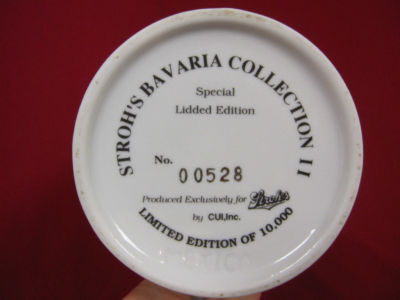 STROH'S BAVARIA COLLECTION II
Special
Lidded Edition
No.
00528
Produced Exclusively for Stroh's
by CUI, Inc.
LIMITED EDITION OF 10,000